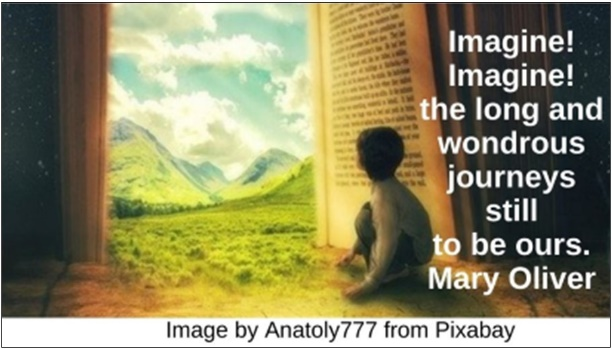 Imagine!
Imagine!
the long and
wondrous
journeys
still
to be ours.
Mary Oliver
Image by Anatoly777 from Pixabay